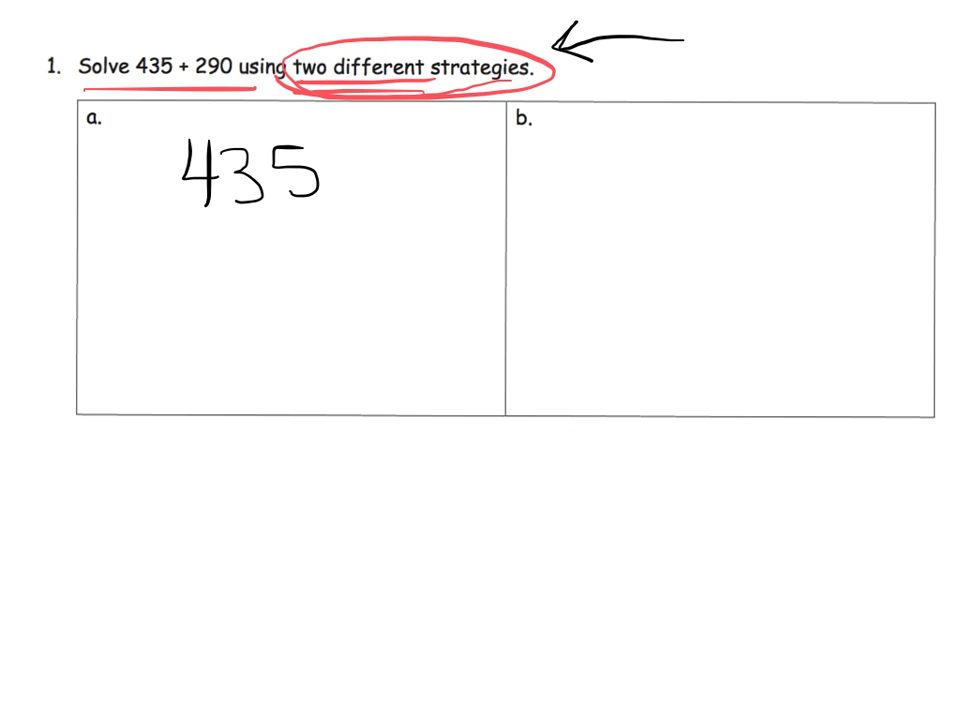 1. Solve 435 + 290 using two different strategies.
a.
b.
435